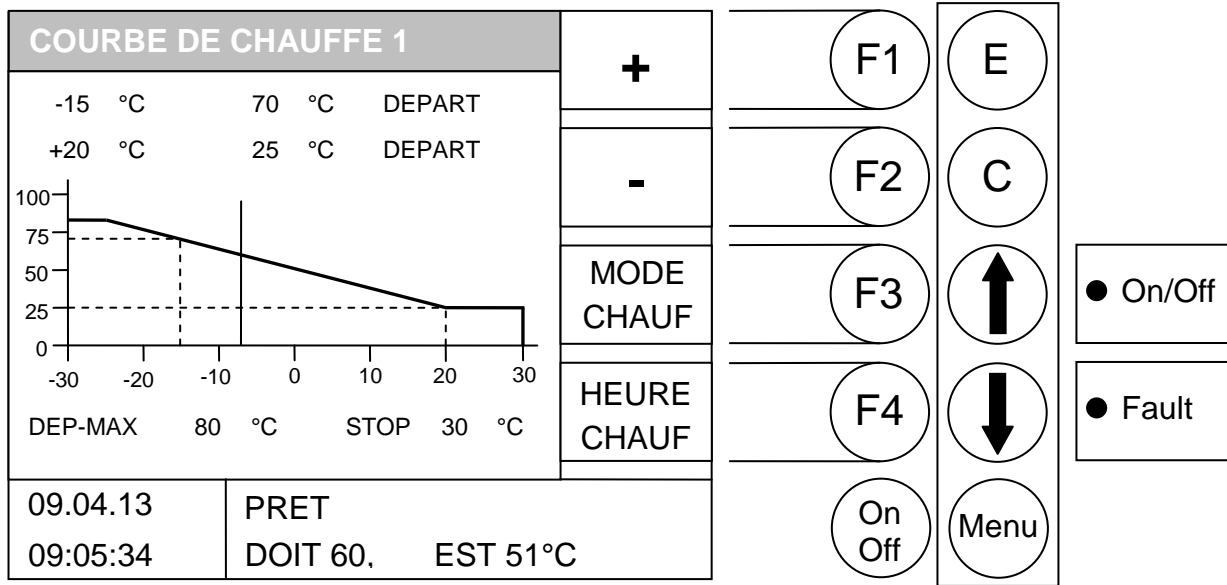 COURBE DE CHAUFFE 1
+
F1
E
-15 °C 70 °C DEPART
+20 °C 25 °C DEPART
-
F2
C
100
75
50
25
0
-30 -20 -10 0 10 20 30
MODE
CHAUF
F3
On/Off
DEP-MAX 80 °C STOP 30 °C
HEURE
CHAUF
F4
Fault
09.04.13
PRET
09:05:34
DOIT 60, EST 51°C
On
Off
Menu